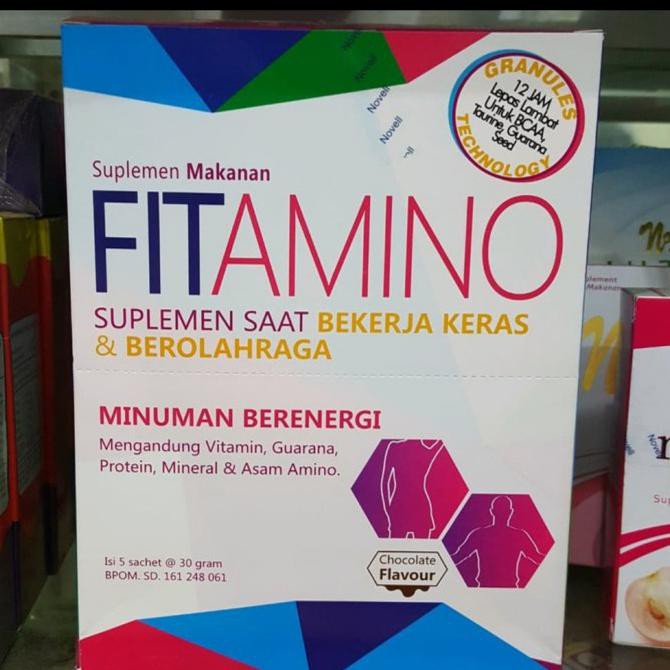 GRANULES
12 JAM
Lepas Lambat
Untuk BCAA,
Taurine, Guarana
Seed
TECHNOLOGY
Novell
Novell
Novell
Suplemen Makanan
FITAMINO
SUPLEMEN SAAT BEKERJA KERAS
& BEROLAHRAGA
MINUMAN BERENERGI
Mengandung Vitamin, Guarana,
Protein, Mineral & Asam Amino.
Isi 5 sachet @ 30 gram
BPOM. SD. 161 248 061
Chocolate
Flavour